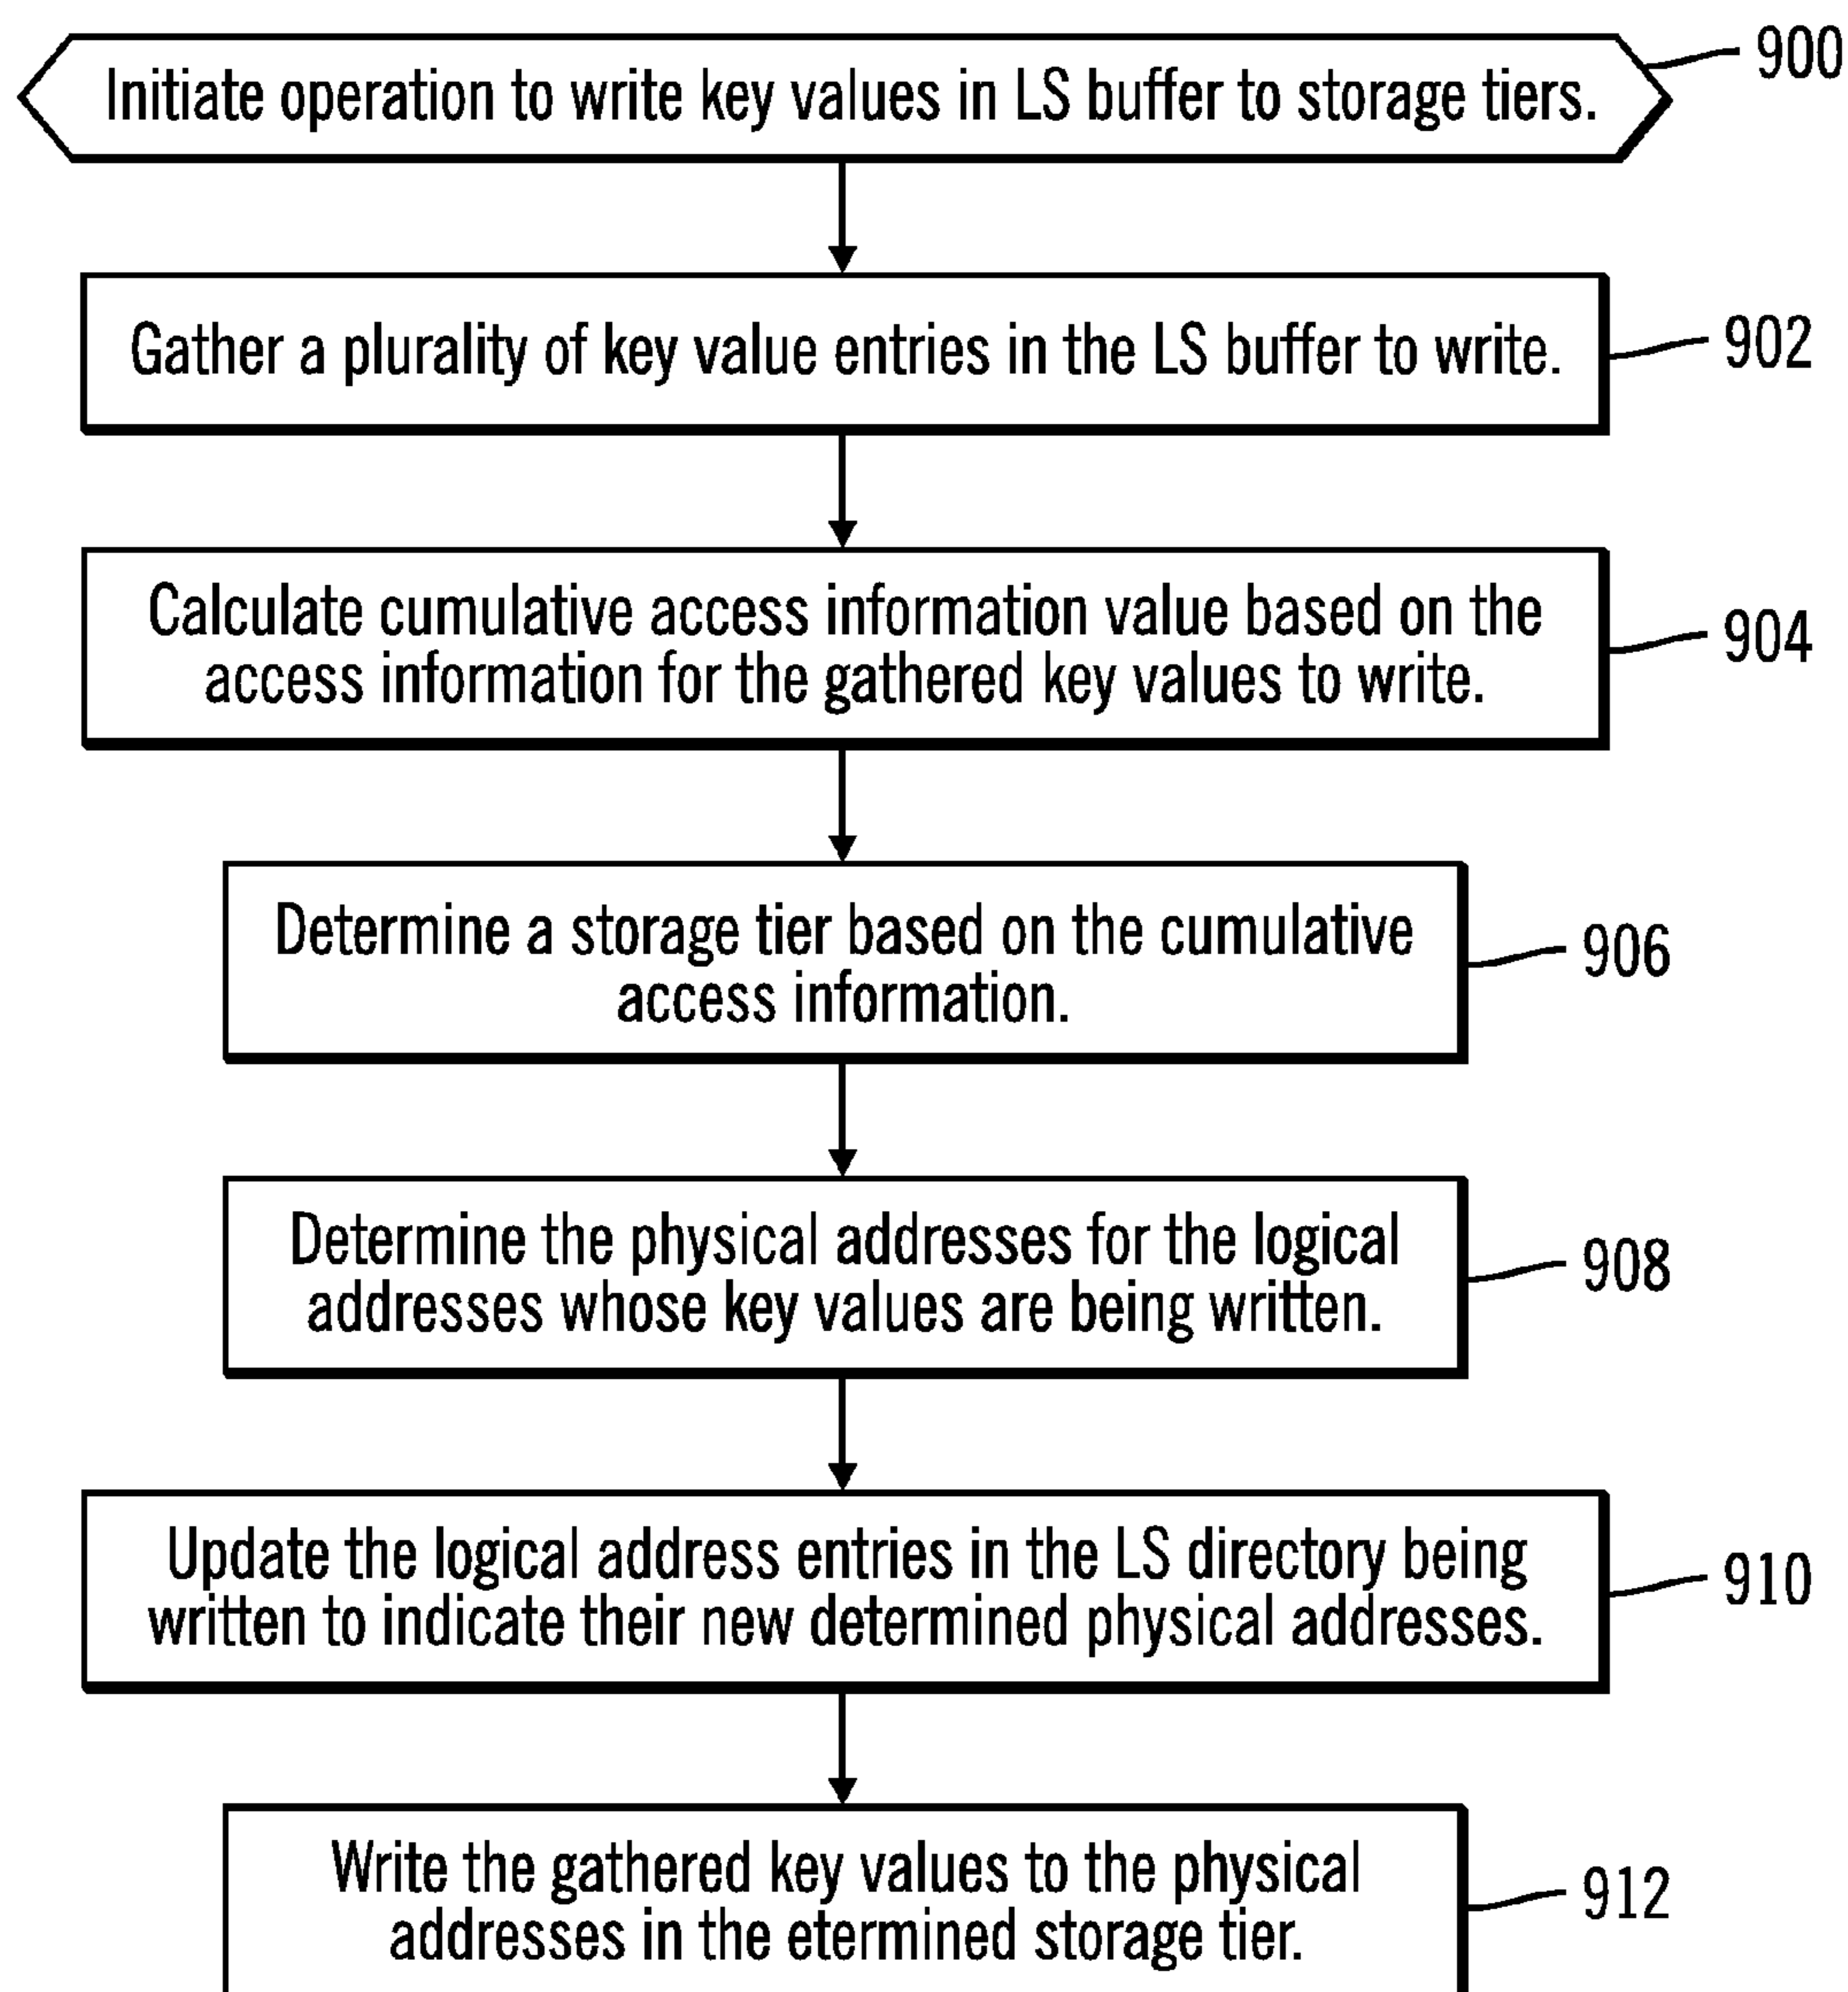 Initiate operation to write key values in LS buffer to storage tiers.
900
Gather a plurality of key value entries in the LS buffer to write.
902
Calculate cumulative access information value based on the
access information for the gathered key values to write.
904
Determine a storage tier based on the cumulative
access information.
906
Determine the physical addresses for the logical
addresses whose key values are being written.
908
Update the logical address entries in the LS directory being
written to indicate their new determined physical addresses.
910
Write the gathered key values to the physical
addresses in the etermined storage tier.
912